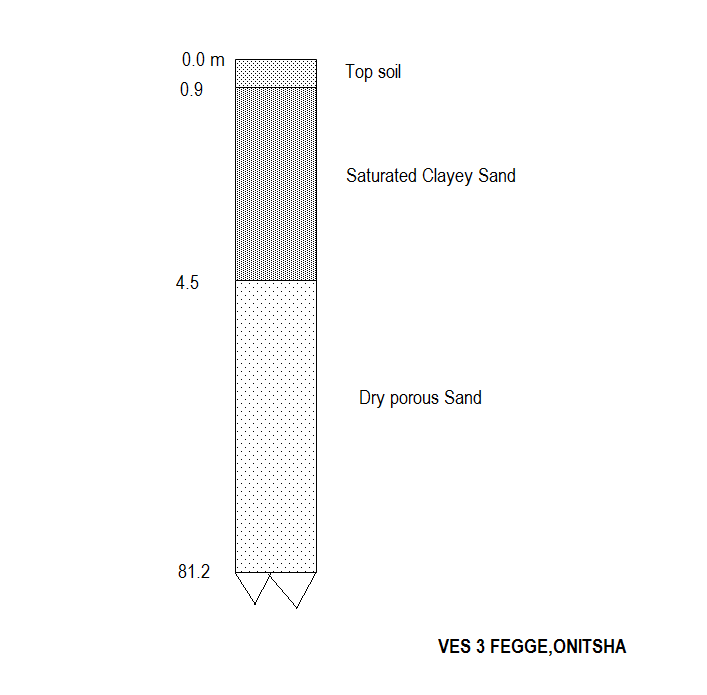 0.0 m
Top soil
0.9
Saturated Clayey Sand
4.5
Dry porous Sand
81.2
VES 3 FEGGE,ONITSHA